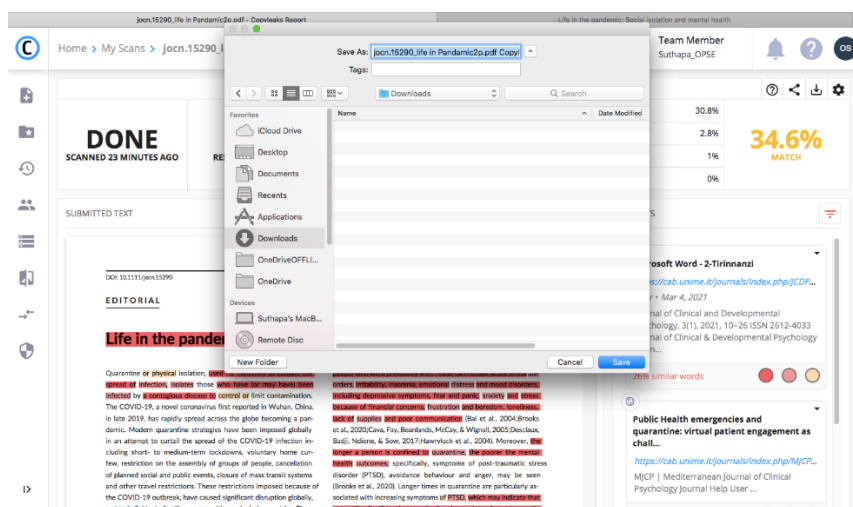 jocn.15290_life in Pandamic2p.pdf - Copyleaks Report
Life in the pandemic: Social isolation and mental health
Home > My Scans > jocn.15290_l
Team Member
Suthapa_OPSE
OS
Save As: jocn.15290_life in Pandamic2p.pdf Copyl
Tags:
Downloads
Search
Favorites
iCloud Drive
Desktop
Documents
Recents
Applications
Downloads
OneDriveOFFLI...
OneDrive
Devices
Suthapa's MacB...
Remote Disc
Name
Date Modified
New Folder
Cancel
Save
DONE
SCANNED 23 MINUTES AGO
RE
30.8%
2.8%
1%
0%
34.6%
MATCH
SUBMITTED TEXT
S
DOI: 10.1111/jocn.15290
EDITORIAL
Life in the pander
Quarantine or physical isolation, used for centuries to contain the
spread of infection, isolates those who have (or may have) been
infected by a contagious disease to control or limit contamination.
The COVID-19, a novel coronavirus first reported in Wuhan, China,
in late 2019, has rapidly spread across the globe becoming a pan-
demic. Modern quarantine strategies have been imposed globally
in an attempt to curtail the spread of the COVID-19 infection in-
cluding short- to medium-term lockdowns, voluntary home cur-
few, restriction on the assembly of groups of people, cancellation
of planned social and public events, closure of mass transit systems
and other travel restrictions. These restrictions imposed because of
the COVID-19 outbreak, have caused significant disruption globally,
orders, irritability, insomnia, emotional distress and mood disorders,
including depressive symptoms, fear and panic, anxiety and stress
because of financial concerns, frustration and boredom, loneliness,
lack of supplies and poor communication (Bai et al., 2004;Brooks
et al., 2020;Cava, Fay, Beanlands, McCay, & Wignall, 2005;Desclaux,
Badji, Ndione, & Sow, 2017;Hawryluck et al., 2004). Moreover, the
longer a person is confined to quarantine, the poorer the mental
health outcomes; specifically, symptoms of post-traumatic stress
disorder (PTSD), avoidance behaviour and anger, may be seen
(Brooks et al., 2020). Longer times in quarantine are particularly as-
sociated with increasing symptoms of PTSD, which may indicate that
rosoft Word - 2-Tirinnanzi
s://cab.unime.it/journals/index.php/JCDP...
r • Mar 4, 2021
nal of Clinical and Developmental
chology, 3(1), 2021, 10–26 ISSN 2612-4033
nal of Clinical & Developmental Psychology
n...
26% similar words
Public Health emergencies and
quarantine: virtual patient engagement as
chall...
https://cab.unime.it/journals/index.php/MJCP...
MJCP | Mediterranean Journal of Clinical
Psychology Journal Help User ...